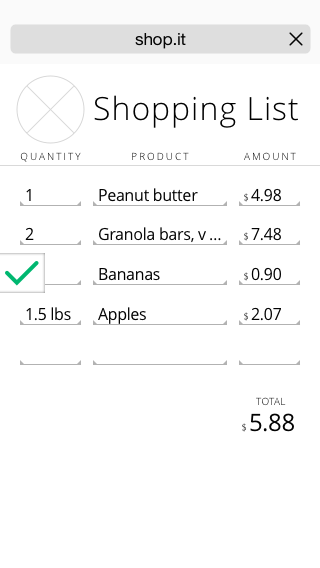 shop.it
Shopping List
QUANTITY PRODUCT AMOUNT
1 Peanut butter $ 4.98
2 Granola bars, v ... $ 7.48
Bananas $ 0.90
1.5 lbs Apples $ 2.07
TOTAL
$ 5.88